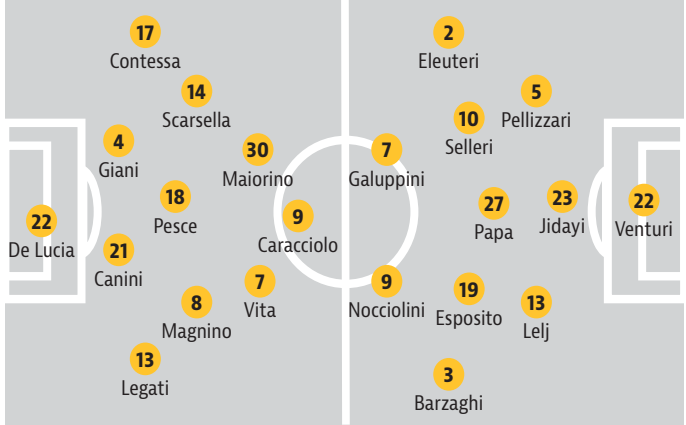 17
Contessa
14
Scarsella
4
Giani
30
Maiorino
18
Pesce
22
De Lucia
9
Caracciolo
21
Canini
7
Vita
8
Magnino
13
Legati
2
Eleuteri
5
Pellizzari
10
Selleri
7
Galuppini
23
Jidayi
22
Venturi
27
Papa
9
Nocciolini
19
Esposito
13
Lelj
3
Barzaghi